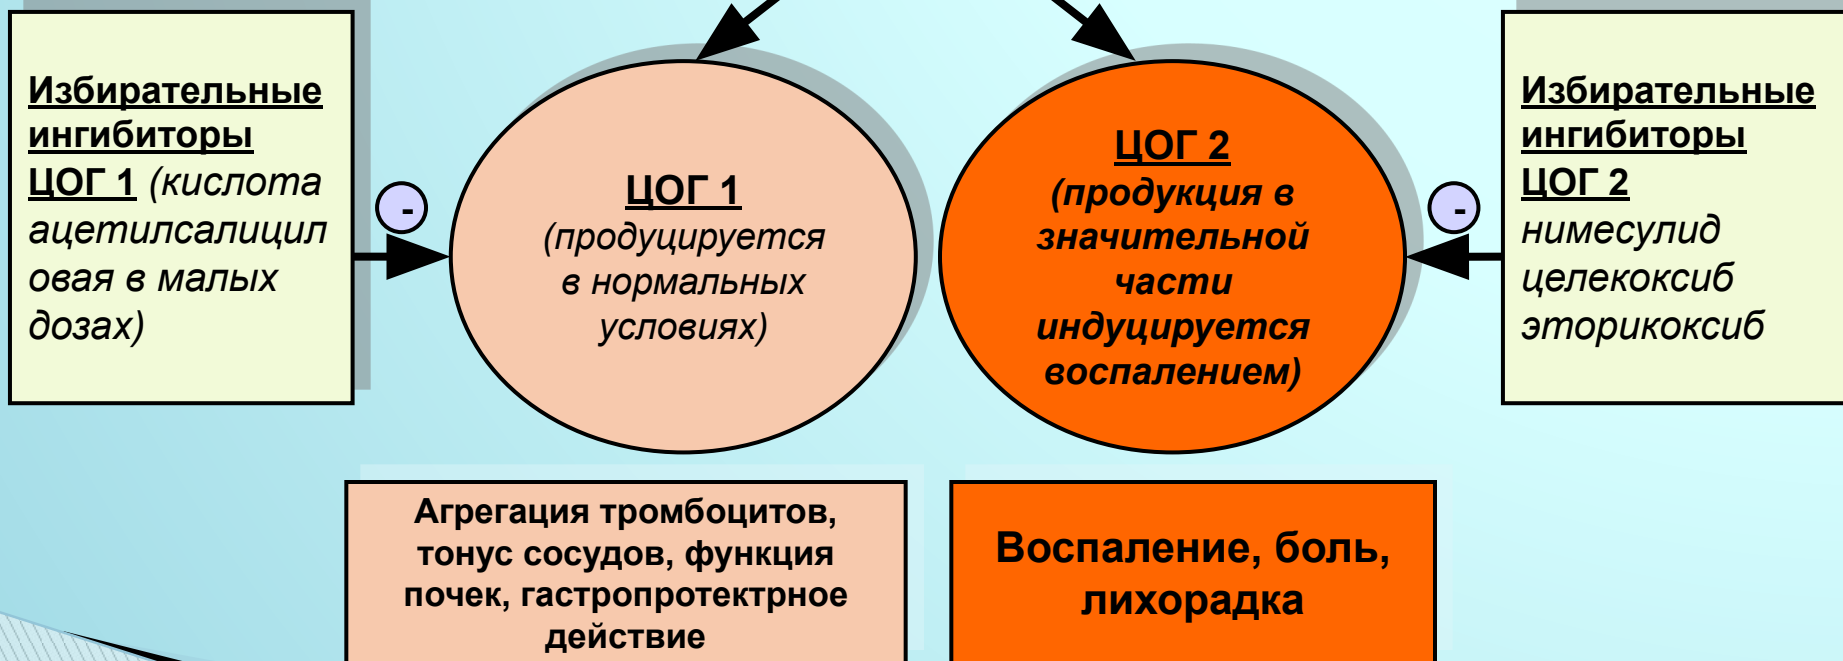 Избирательные
ингибиторы
ЦОГ 1 (кислота
ацетилсалицил
овая в малых
дозах)
-
ЦОГ 1
(продуцируется
в нормальных
условиях)
ЦОГ 2
(продукция в
значительной
части
индуцируется
воспалением)
-
Избирательные
ингибиторы
ЦОГ 2
нимесулид
целекоксиб
эторикоксиб
Агрегация тромбоцитов,
тонус сосудов, функция
почек, гастропротектрное
действие
Воспаление, боль,
лихорадка